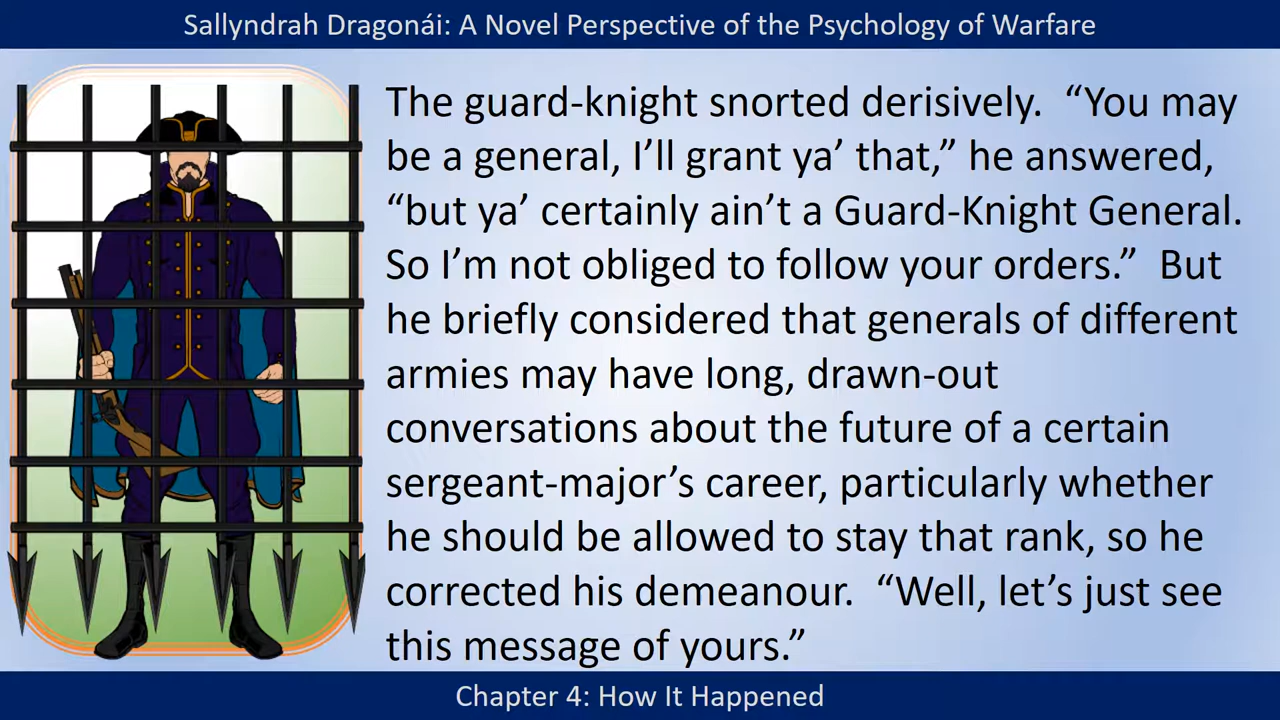 Sallyndrah Dragonái: A Novel Perspective of the Psychology of Warfare
The guard-knight snorted derisively.  “You may
be a general, I’ll grant ya’ that,” he answered,
“but ya’ certainly ain’t a Guard-Knight General.
So I’m not obliged to follow your orders.”  But
he briefly considered that generals of different
armies may have long, drawn-out
conversations about the future of a certain
sergeant-major’s career, particularly whether
he should be allowed to stay that rank, so he
corrected his demeanour.  “Well, let’s just see
this message of yours.”
Chapter 4: How It Happened